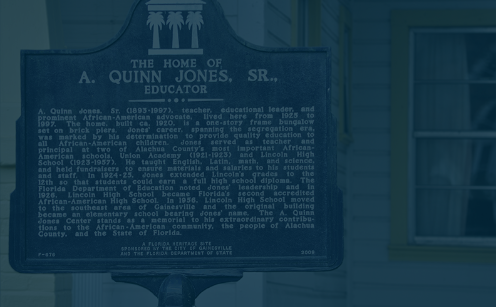 THE HOME OF
A. QUINN JONES, SR.,
EDUCATOR
A. Quinn Jones, Sr. (1893-1997), teacher, educational leader, and
prominent African-American advocate, lived here from 1925 to
1997. The home, built ca. 1920, is a one-story frame bungalow
set on brick piers. Jones' career, spanning the segregation era,
was marked by his determination to provide quality education to
all African-American children. Jones served as teacher and
principal at two of Alachua County's most important African-
American schools, Union Academy (1921-1923) and Lincoln High
School (1923-1957). He taught English, Latin, math, and science,
and held fundraisers to assure materials and salaries to his students
and staff. In 1924-25, Jones extended Lincoln's grades to the
12th so that students could earn a full high school diploma. The
Florida Department of Education noted Jones' leadership and in
1926, Lincoln High School became Florida's second accredited
African-American High School. In 1956, Lincoln High School moved
to the southeast area of Gainesville and the original building
became an elementary school bearing Jones' name. The A. Quinn
Jones Center stands as a memorial to his extraordinary contribu-
tions to the African-American community, the people of Alachua
County, and the State of Florida.
A FLORIDA HERITAGE SITE
SPONSORED BY THE CITY OF GAINESVILLE
AND THE FLORIDA DEPARTMENT OF STATE